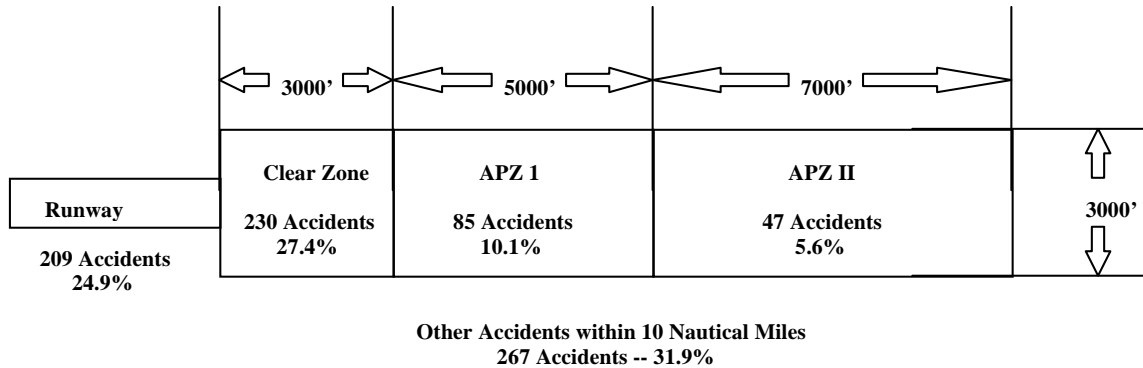 3000’
5000’
7000’
Clear Zone
230 Accidents
27.4%
APZ 1
85 Accidents
10.1%
APZ II
47 Accidents
5.6%
3000’
Runway
209 Accidents
24.9%
Other Accidents within 10 Nautical Miles
267 Accidents -- 31.9%